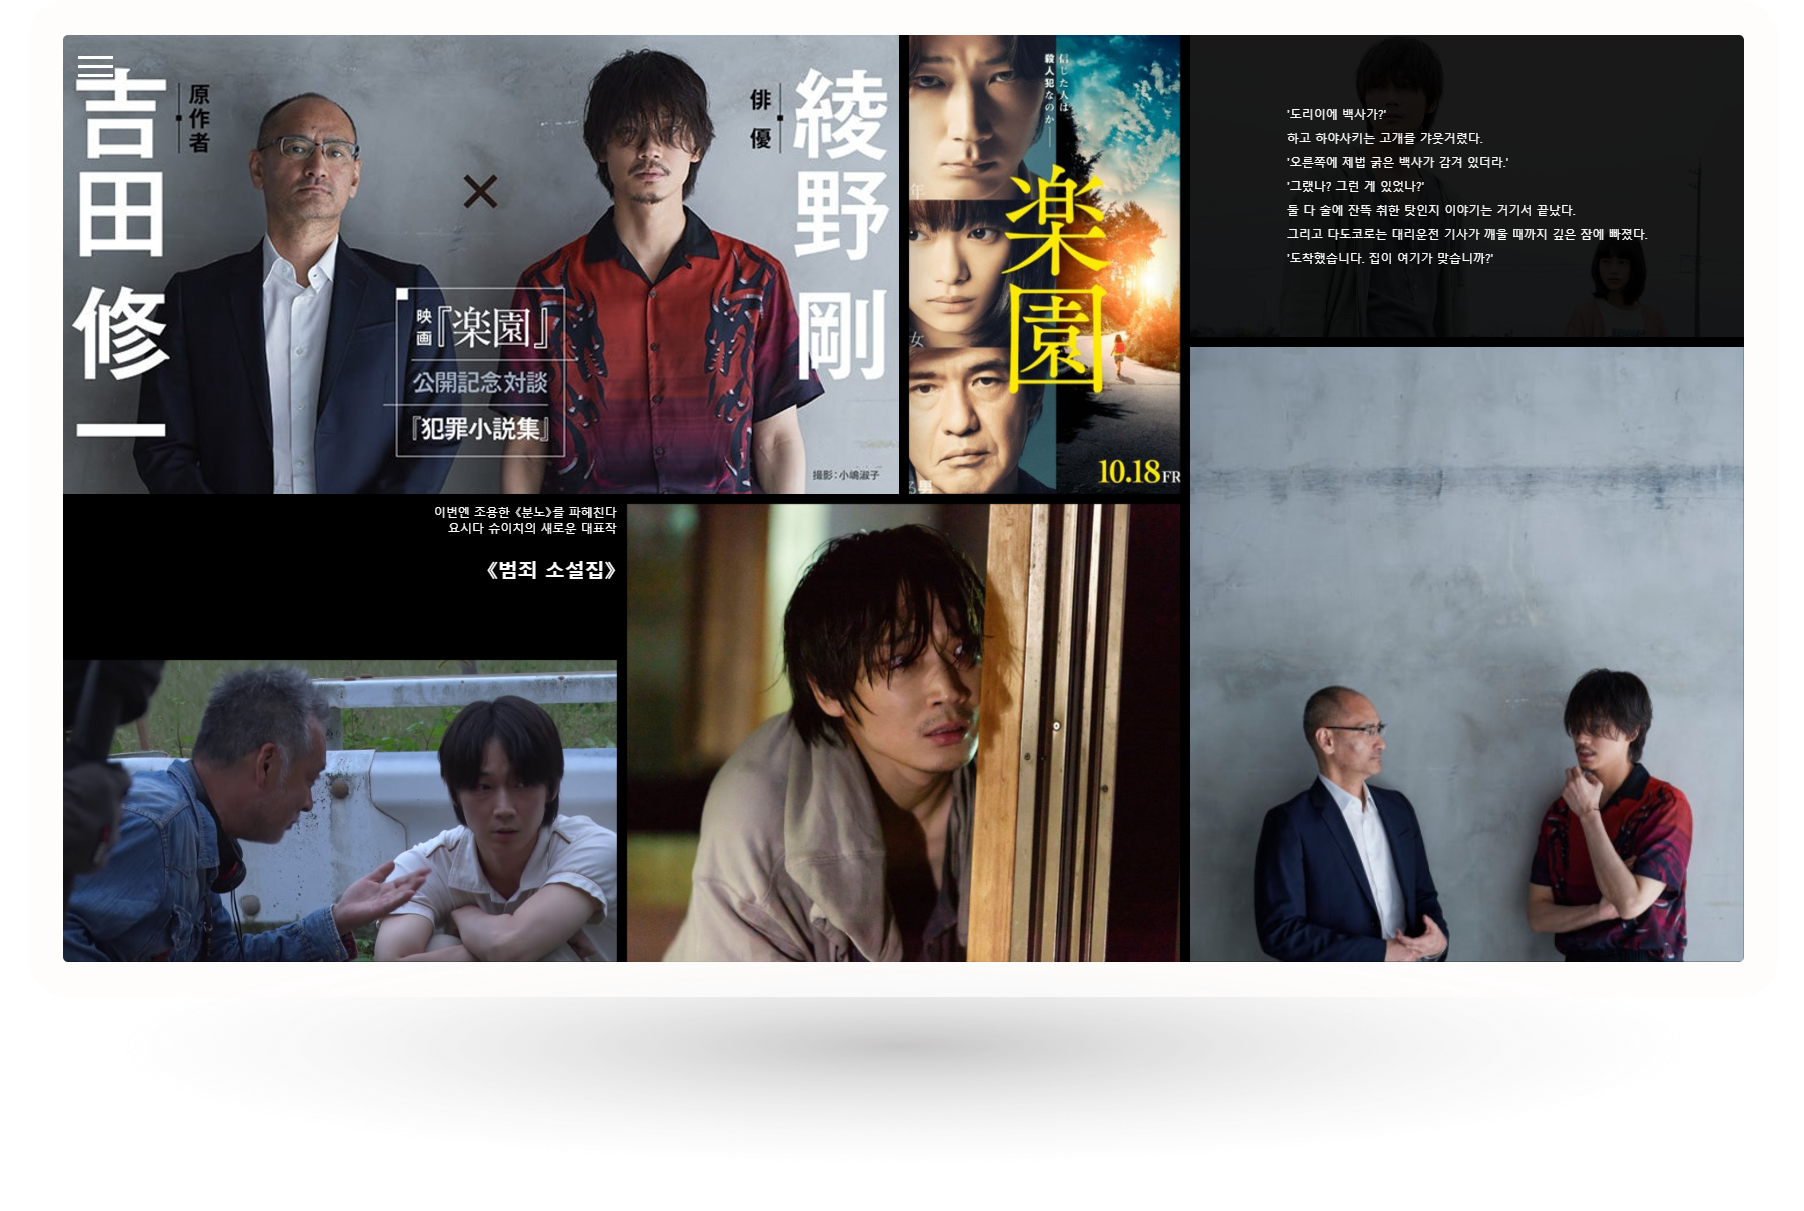 吉田修一
原作者
×
俳優
綾野剛
映画『楽園』
公開記念対談
『犯罪小説集』
撮影:小嶋淑子
信じた人は
殺人犯なのか——
楽園
年
女
る男
10.18FR
'도리이에 백사가?'
하고 하야사키는 고개를 갸웃거렸다.
'오른쪽에 제법 굵은 백사가 감겨 있더라.'
'그랬나? 그런 게 있었나?'
둘 다 술에 잔뜩 취한 탓인지 이야기는 거기서 끝났다.
그리고 다도코로는 대리운전 기사가 깨울 때까지 깊은 잠에 빠졌다.
'도착했습니다. 집이 여기가 맞습니까?'
이번엔 조용한 《분노》를 파헤친다
요시다 슈이치의 새로운 대표작
《범죄 소설집》